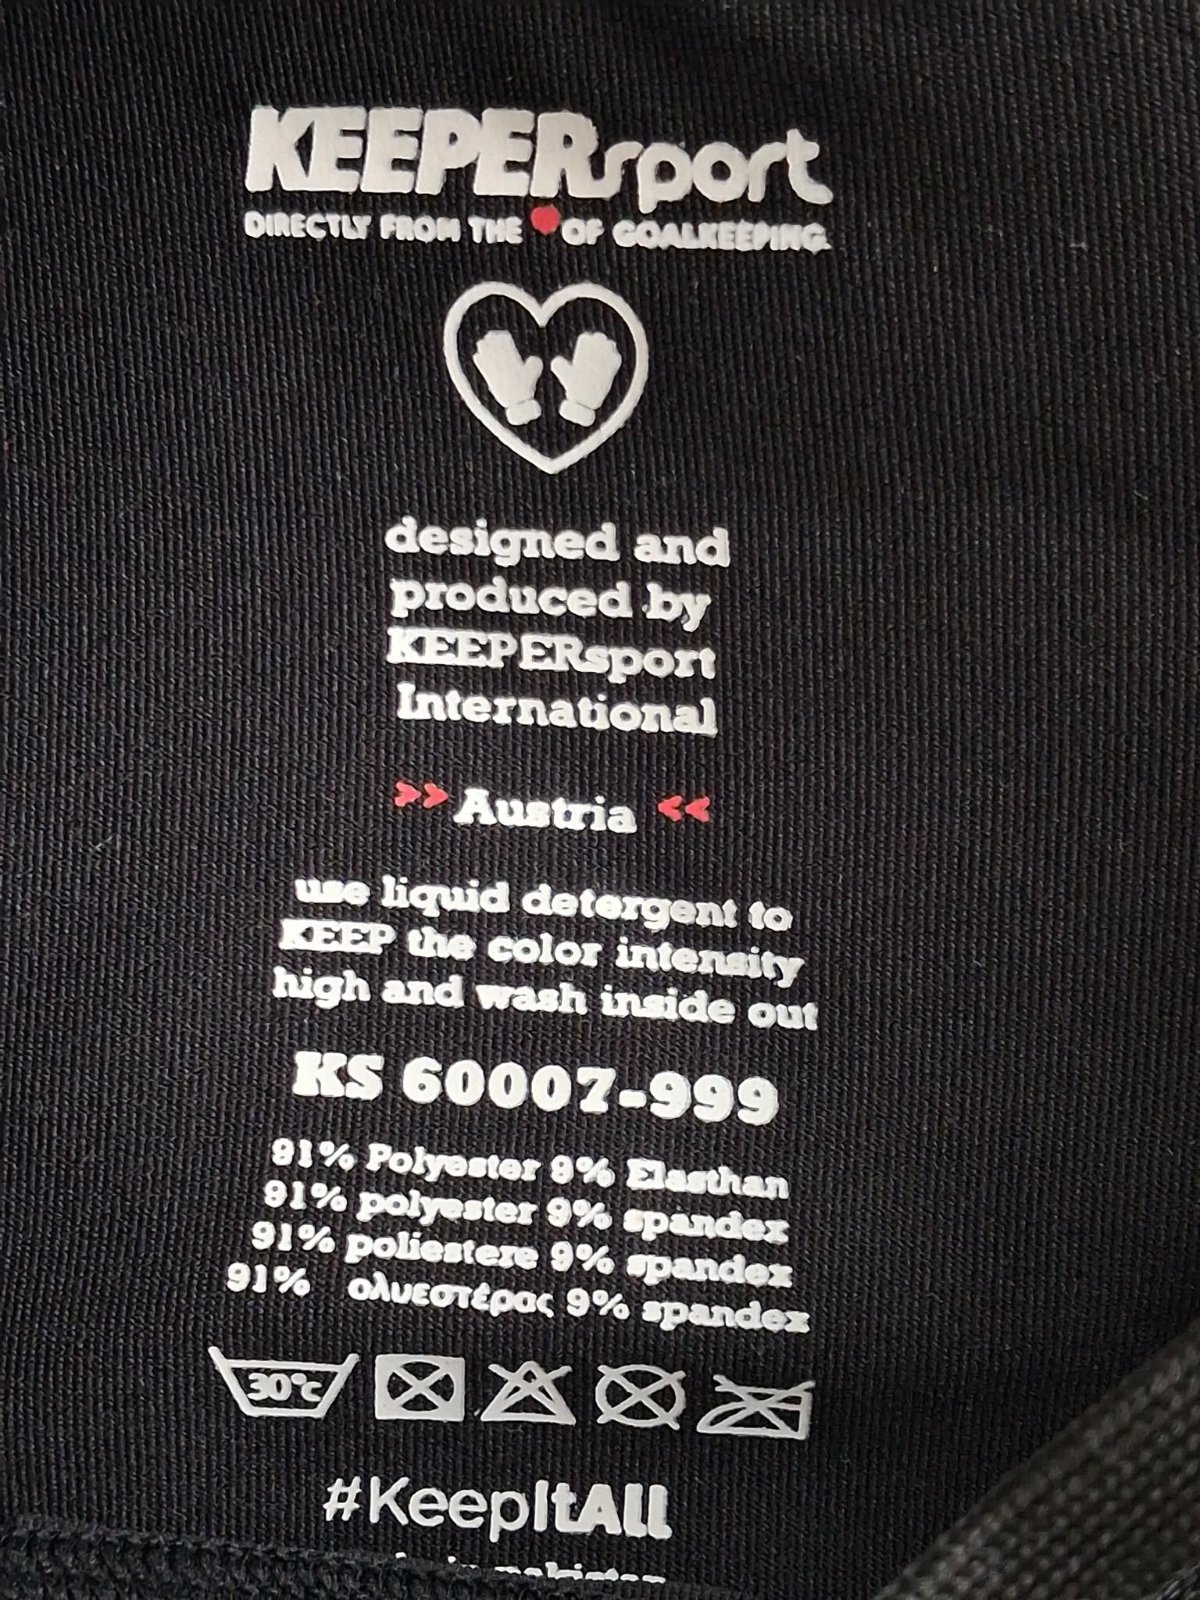 KEEPERsport
DIRECTLY FROM THE OF GOALKEEPING
designed and
produced by
KEEPERsport
International
>> Austria <<
use liquid detergent to
KEEP the color intensity
high and wash inside out
KS 60007-999
91% Polyester 9% Elasthan
91% polyester 9% spandex
91% poliestere 9% spandex
91% ολυεστέρας 9% spandex
30°c
#KeepItAll